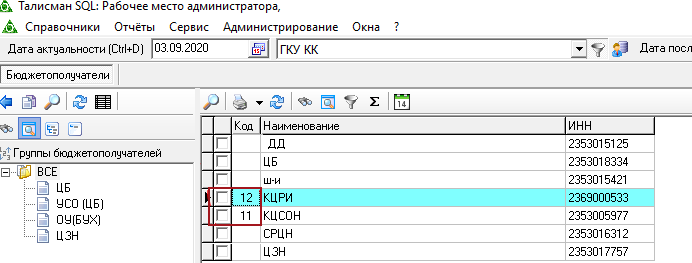 Талисман SQL: Рабочее место администратора,
Справочники Отчёты Сервис Администрирование Окна ?
Дата актуальности (Ctrl+D) 03.09.2020 15 ГКУ КК Дата посл
Бюджетополучатели
14
Группы бюджетополучателей
ВСЕ
ЦБ
УСО (ЦБ)
ОУ(БУХ)
ЦЗН
Код Наименование ИНН
ДД 2353015125
ЦБ 2353018334
ш-и 2353015421
12 КЦРИ 2369000533
11 КЦСОН 2353005977
СРЦН 2353016312
ЦЗН 2353017757